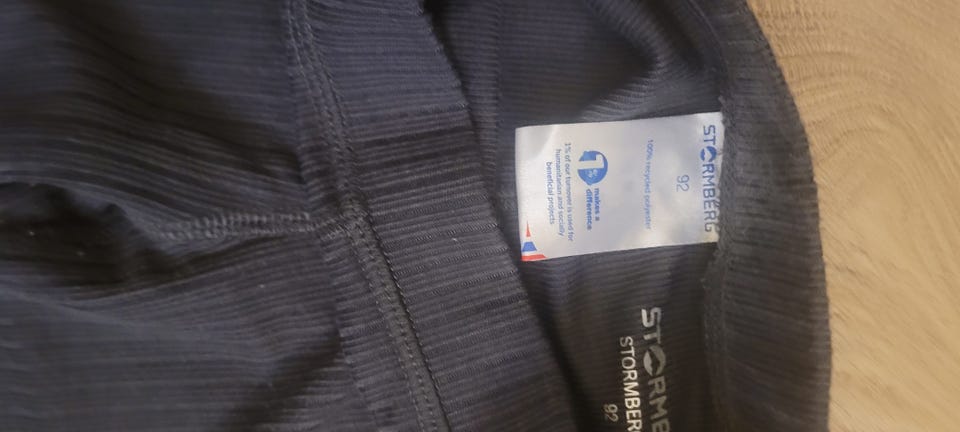 STORMBERG
92
100% recycled polyester
1%
makes a
difference
1% of our turnover is used for
humanitarian and socially
beneficial projects
STORMB
STORMBER
92